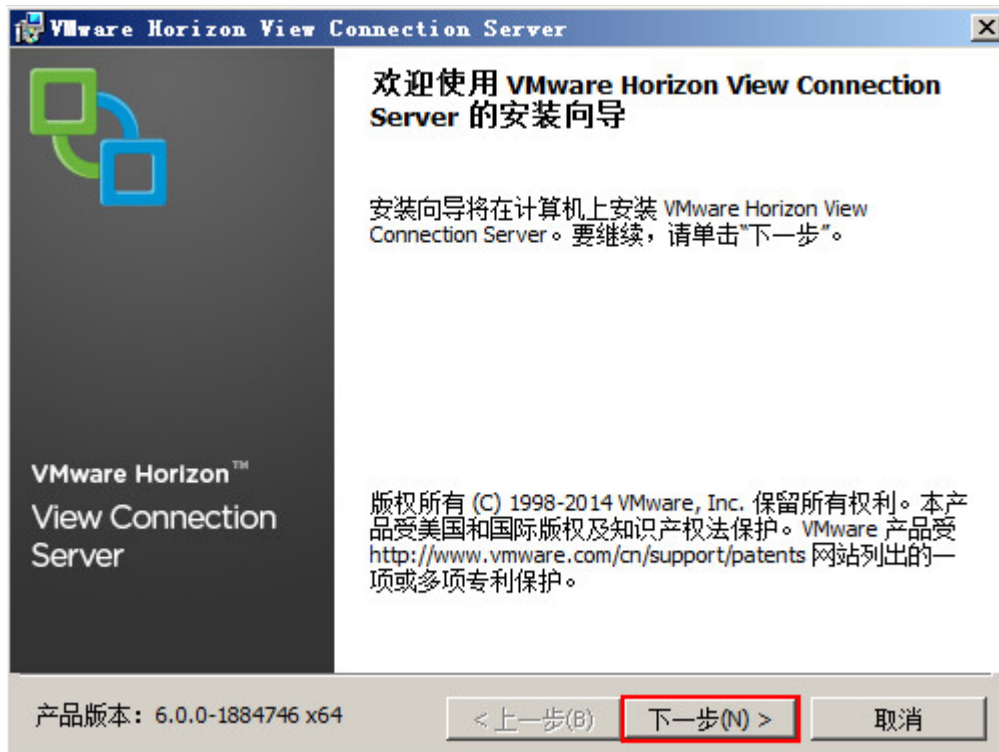 VMware Horizon View Connection Server
欢迎使用 VMware Horizon View Connection
Server 的安装向导
安装向导将在计算机上安装 VMware Horizon View
Connection Server。要继续，请单击"下一步"。
VMware Horizon™
View Connection
Server
版权所有 (C) 1998-2014 VMware, Inc. 保留所有权利。本产
品受美国和国际版权及知识产权法保护。VMware 产品受
http://www.vmware.com/cn/support/patents 网站列出的一
项或多项专利保护。
产品版本： 6.0.0-1884746 x64
< 上一步(B)
下一步(N) >
取消